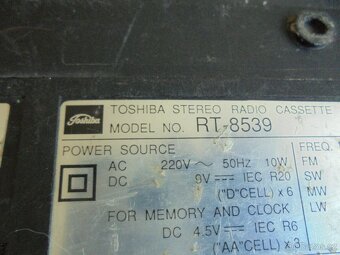 Toshiba
TOSHIBA STEREO RADIO CASSETTE
MODEL NO. RT-8539
POWER SOURCE
AC 220V ~ 50Hz 10W
DC 9V ⎓ IEC R20
("D"CELL) x 6
FOR MEMORY AND CLOCK
DC 4.5V ⎓ IEC R6
("AA"CELL) x 3
FREQ.
FM
SW
MW
LW